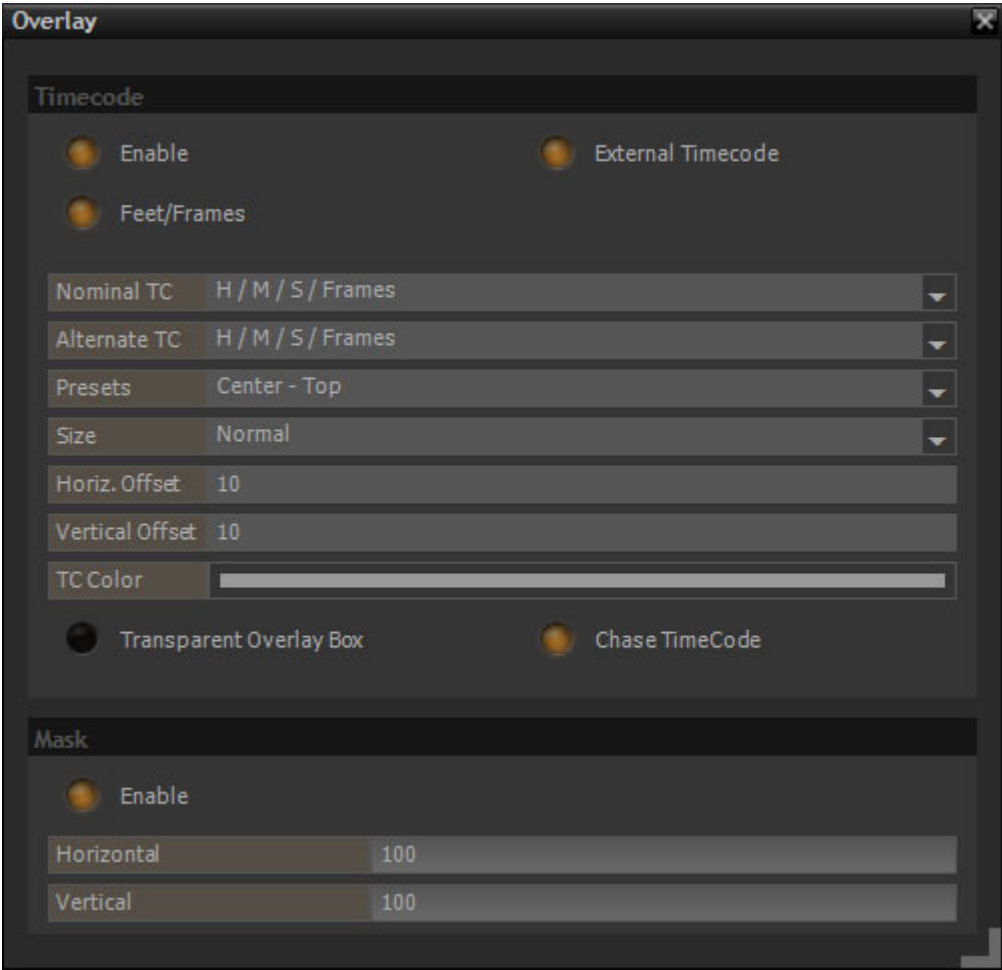 Overlay
Timecode
Enable
External Timecode
Feet/Frames
Nominal TC H / M / S / Frames
Alternate TC H / M / S / Frames
Presets Center - Top
Size Normal
Horiz. Offset 10
Vertical Offset 10
TC Color
Transparent Overlay Box
Chase TimeCode
Mask
Enable
Horizontal 100
Vertical 100